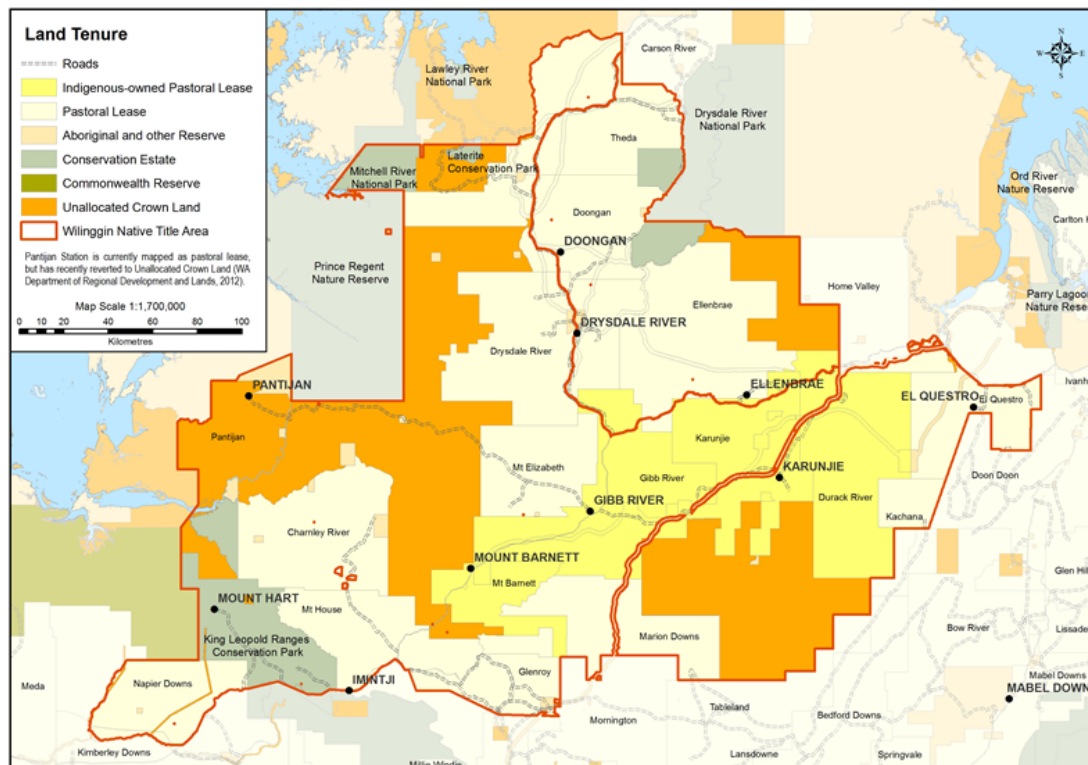 Land Tenure
Roads
Indigenous-owned Pastoral Lease
Pastoral Lease
Aboriginal and other Reserve
Conservation Estate
Commonwealth Reserve
Unallocated Crown Land
Wilinggin Native Title Area
Pantijan Station is currently mapped as pastoral lease,
but has recently reverted to Unallocated Crown Land (WA
Department of Regional Development and Lands, 2012).
Map Scale 1:1,700,000
0 20 40 60 80 100
Kilometres
N
W E
S
Carson River
Lawley River
National Park
Drysdale River
National Park
Theda
Laterite
Conservation Park
Mitchell River
National Park
Ord River
Nature Reserve
Carlton H
Doongan
DOONGAN
Prince Regent
Nature Reserve
Home Valley
Parry Lagoo
Nature Rese
Ellenbrae
DRYSDALE RIVER
Drysdale River
Ivanh
PANTIJAN
ELLENBRAE
EL QUESTRO
El Questro
Pantijan
Karunjie
Mt Elizabeth
Gibb River
KARUNJIE
Doon Doon
GIBB RIVER
Durack River
Kachana
Charnley River
MOUNT BARNETT
Mt Barnett
Glen Hil
MOUNT HART
Mt House
King Leopold Ranges
Conservation Park
Marion Downs
Bow River
Lissade
Meda
Napier Downs
IMINTJI
Glenroy
Mabel Downs
MABEL DOWN
Mornington
Tableland
Bedford Downs
Kimberley Downs
Lansdowne
Springvale